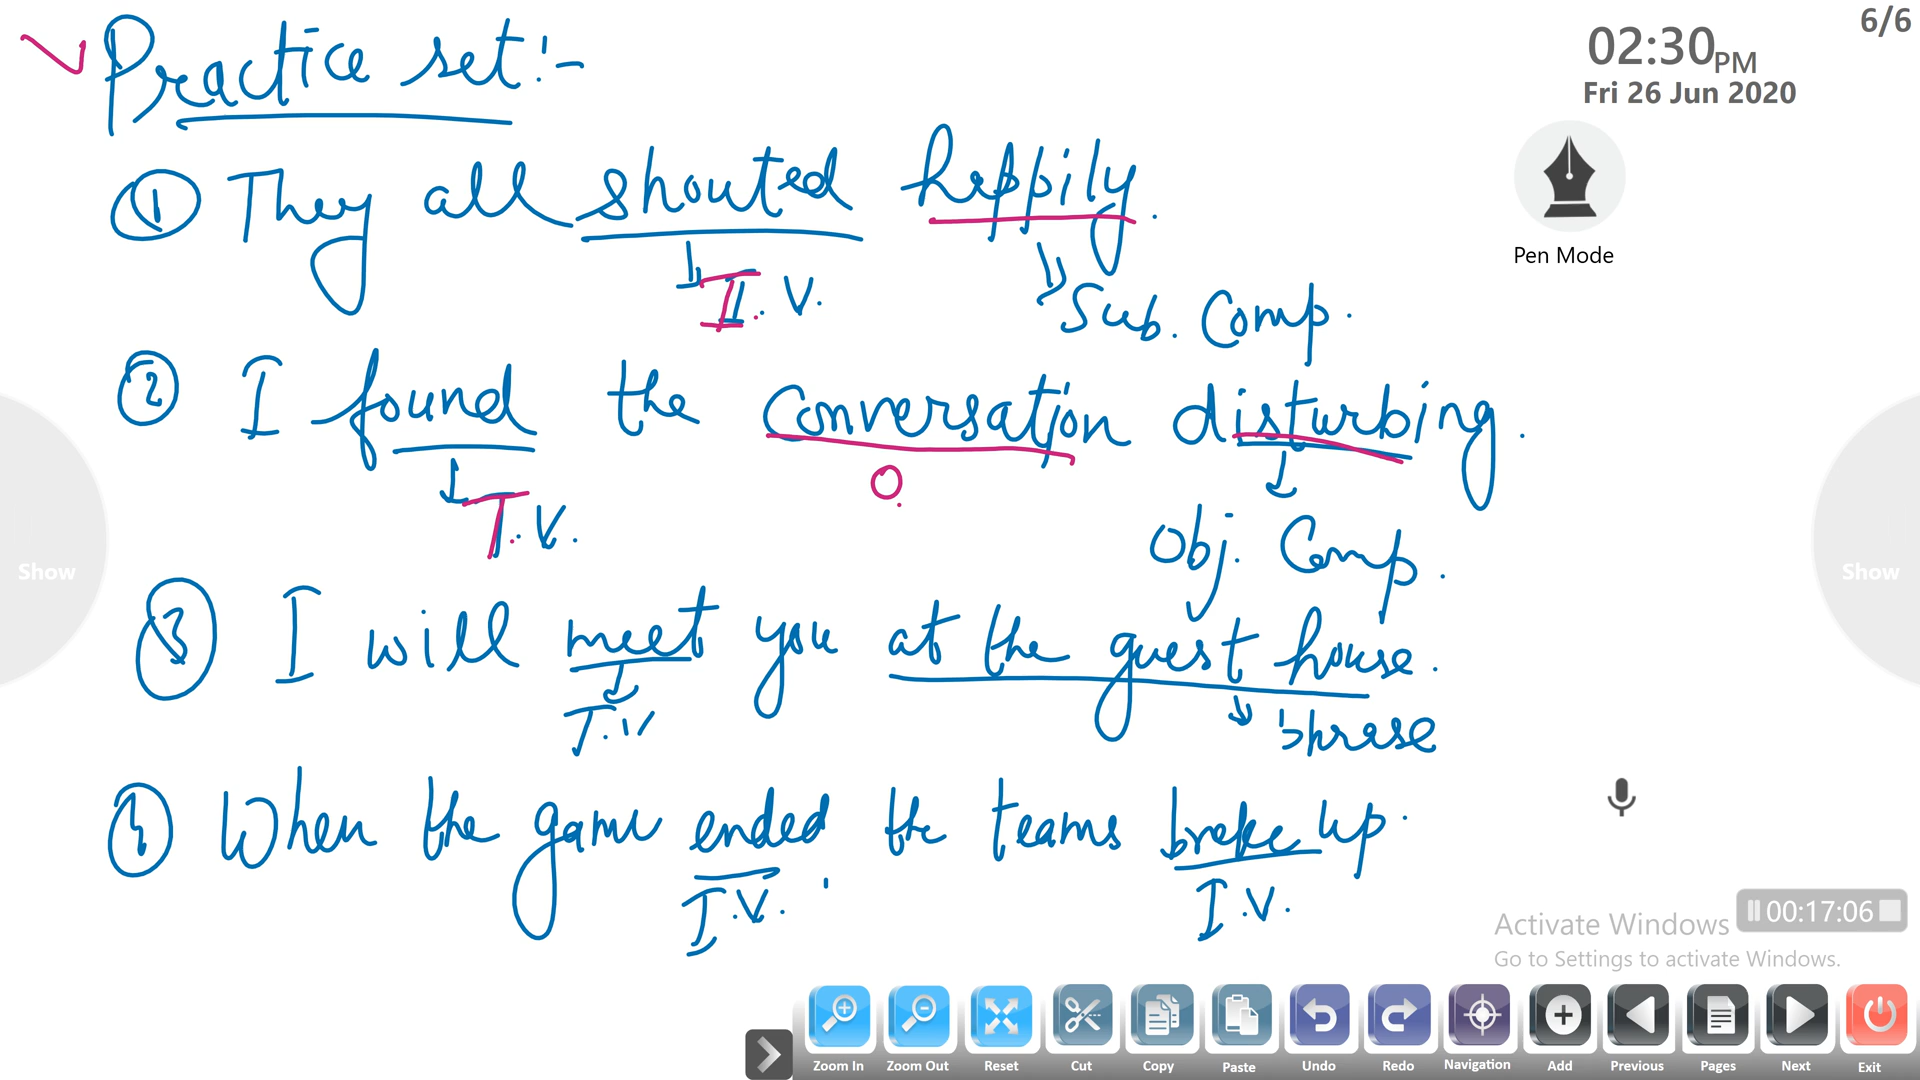 6/6
02:30PM
Fri 26 Jun 2020
Practice set:-
Pen Mode
① They all shouted happily.
I. V.
Sub. Comp.
② I found the conversation disturbing.
O.
T. V.
Obj. Comp.
Show
Show
③ I will meet you at the guest house.
T.V
phrase
④ When the game ended the teams broke up.
I.V.
I.V.
00:17:06
Activate Windows
Go to Settings to activate Windows.
Zoom In Zoom Out Reset Cut Copy Paste Undo Redo Navigation Add Previous Pages Next Exit